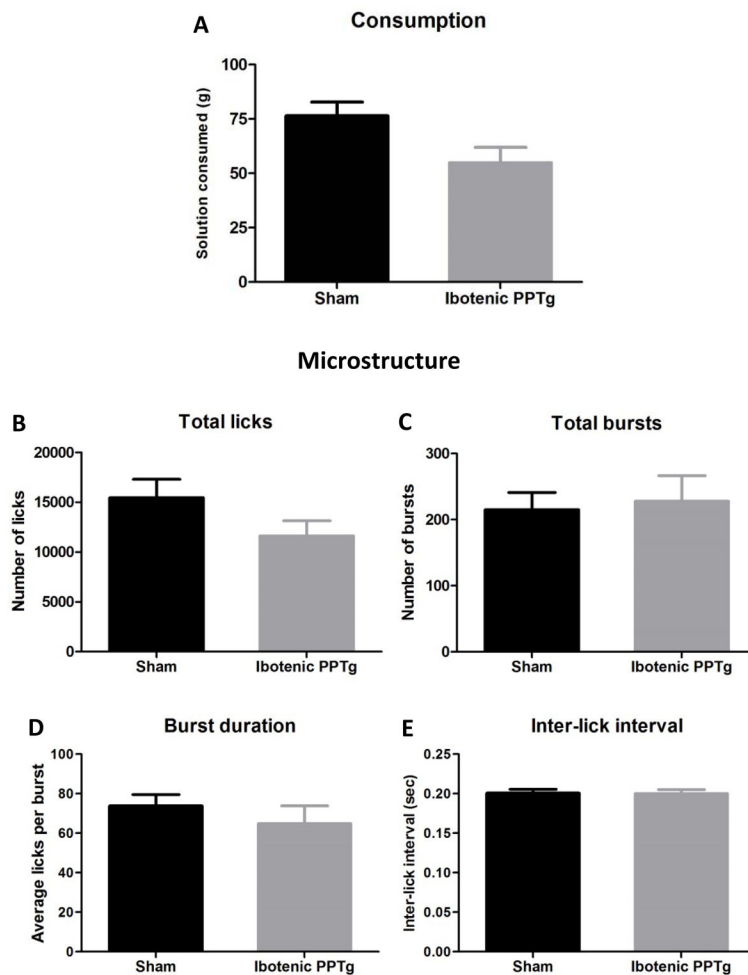 A
Consumption
Solution consumed (g)
100
75
50
25
0
Sham
Ibotenic PPTg
Microstructure
B
Total licks
Number of licks
20000
15000
10000
5000
0
Sham
Ibotenic PPTg
C
Total bursts
Number of bursts
300
200
100
0
Sham
Ibotenic PPTg
D
Burst duration
Average licks per burst
100
80
60
40
20
0
Sham
Ibotenic PPTg
E
Inter-lick interval
Inter-lick interval (sec)
0.25
0.20
0.15
0.10
0.05
0.00
Sham
Ibotenic PPTg